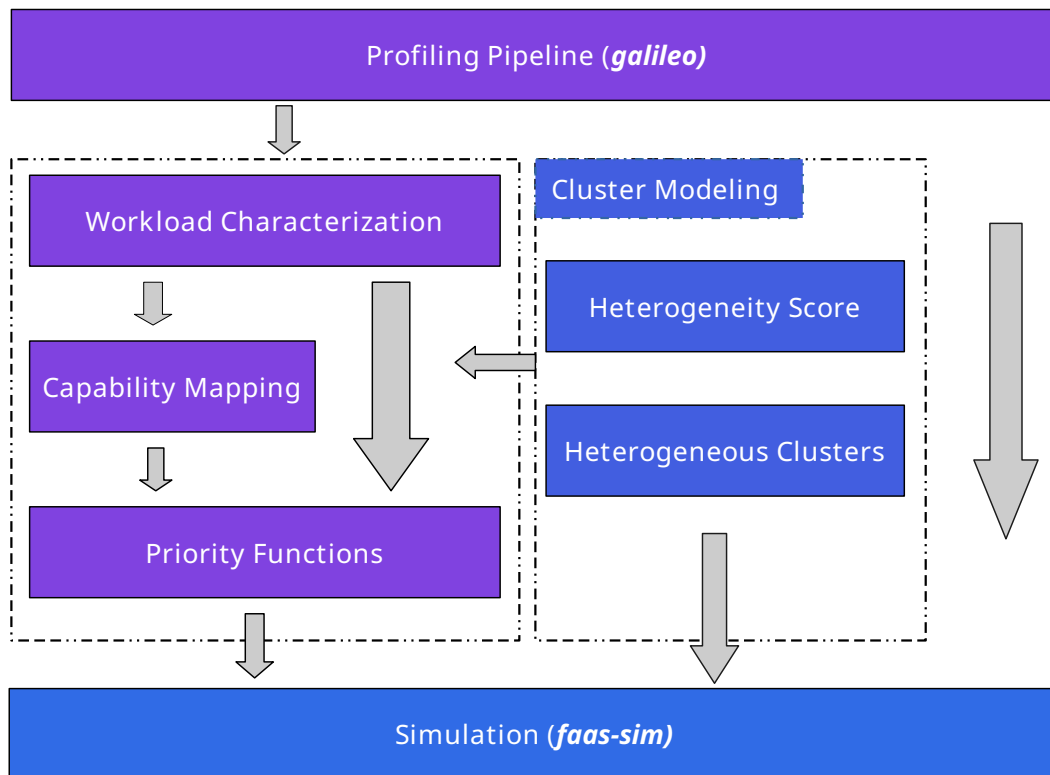 Profiling Pipeline (galileo)
Workload Characterization
Cluster Modeling
Heterogeneity Score
Capability Mapping
Heterogeneous Clusters
Priority Functions
Simulation (faas-sim)